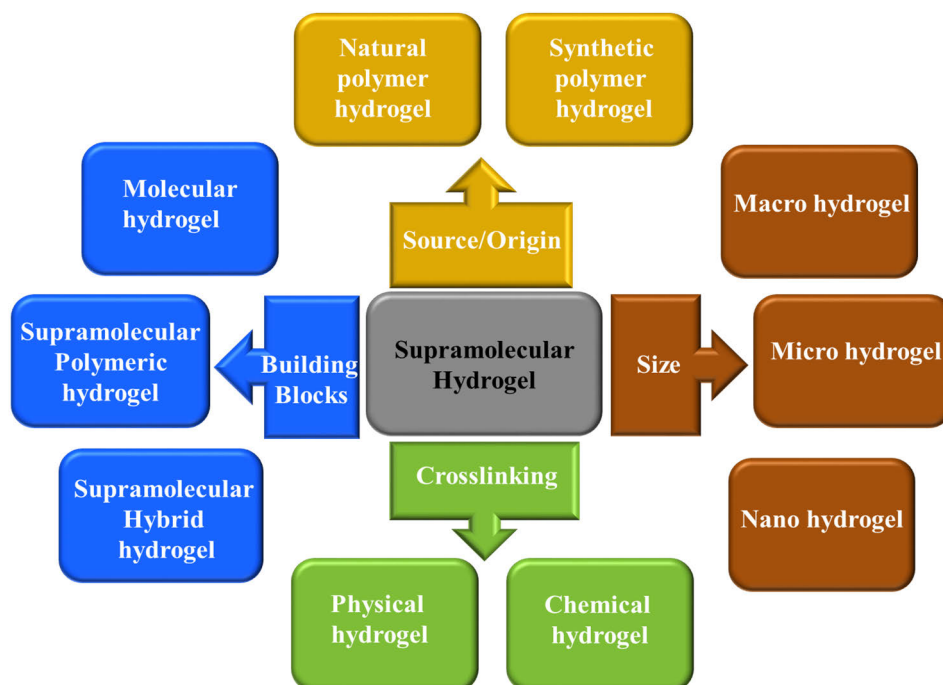 Natural
polymer
hydrogel
Synthetic
polymer
hydrogel
Molecular
hydrogel
Macro hydrogel
Source/Origin
Supramolecular
Polymeric
hydrogel
Building
Blocks
Supramolecular
Hydrogel
Size
Micro hydrogel
Supramolecular
Hybrid
hydrogel
Crosslinking
Nano hydrogel
Physical
hydrogel
Chemical
hydrogel